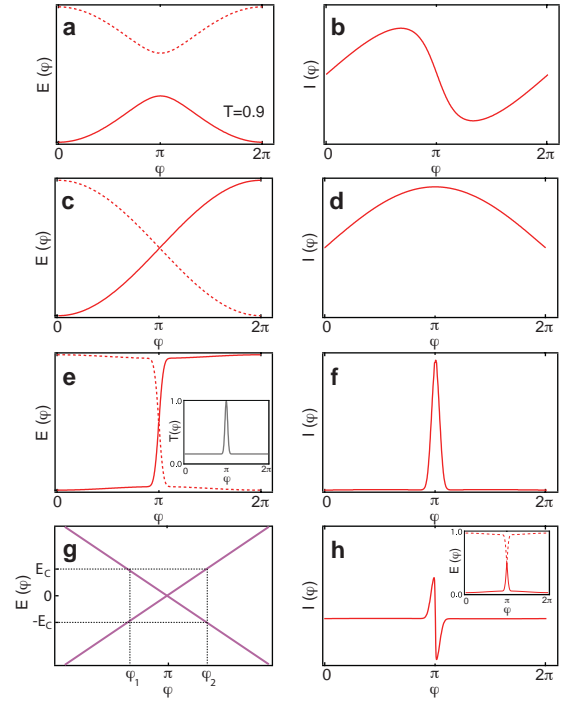 a
E (φ)
T=0.9
0
π
2π
φ
b
I (φ)
0
π
2π
φ
c
E (φ)
0
π
2π
φ
d
I (φ)
0
π
2π
φ
e
E (φ)
1.0
T(φ)
0.0
0
π
2π
φ
0
π
2π
φ
f
I (φ)
0
π
2π
φ
g
E (φ)
E_C
0
-E_C
φ_1
π
φ_2
φ
h
I (φ)
1.0
E (φ)
0.0
0
π
2π
φ
0
π
2π
φ